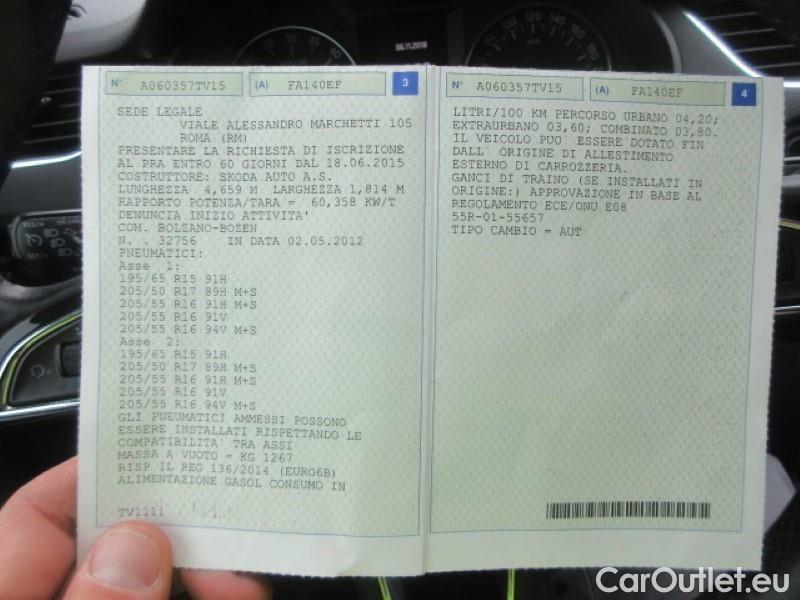 06.11.2018
N° A060357TV15 (A) FA140EF 3
SEDE LEGALE
VIALE ALESSANDRO MARCHETTI 105
ROMA (RM)
PRESENTARE LA RICHIESTA DI ISCRIZIONE
AL PRA ENTRO 60 GIORNI DAL 18.06.2015
COSTRUTTORE: SKODA AUTO A.S.
LUNGHEZZA 4,659 M LARGHEZZA 1,814 M
RAPPORTO POTENZA/TARA = 60,358 KW/T
DENUNCIA INIZIO ATTIVITA'
COM. BOLZANO-BOZEN
N. . 32756 IN DATA 02.05.2012
PNEUMATICI:
Asse 1:
195/65 R15 91H
205/50 R17 89H M+S
205/55 R16 91H M+S
205/55 R16 91V
205/55 R16 94V M+S
Asse 2:
195/65 R15 91H
205/50 R17 89H M+S
205/55 R16 91H M+S
205/55 R16 91V
205/55 R16 94V M+S
GLI PNEUMATICI AMMESSI POSSONO
ESSERE INSTALLATI RISPETTANDO LE
COMPATIBILITA' TRA ASSI
MASSA A VUOTO = KG 1267
RISP IL REG 136/2014 (EURO6B)
ALIMENTAZIONE GASOL CONSUMO IN
TV1111
N° A060357TV15 (A) FA140EF 4
LITRI/100 KM PERCORSO URBANO 04,20;
EXTRAURBANO 03,60; COMBINATO 03,80.
IL VEICOLO PUO' ESSERE DOTATO FIN
DALL' ORIGINE DI ALLESTIMENTO
ESTERNO DI CARROZZERIA.
GANCI DI TRAINO (SE INSTALLATI IN
ORIGINE:) APPROVAZIONE IN BASE AL
REGOLAMENTO ECE/ONU E08
55R-01-55657
TIPO CAMBIO = AUT
CarOutlet.eu